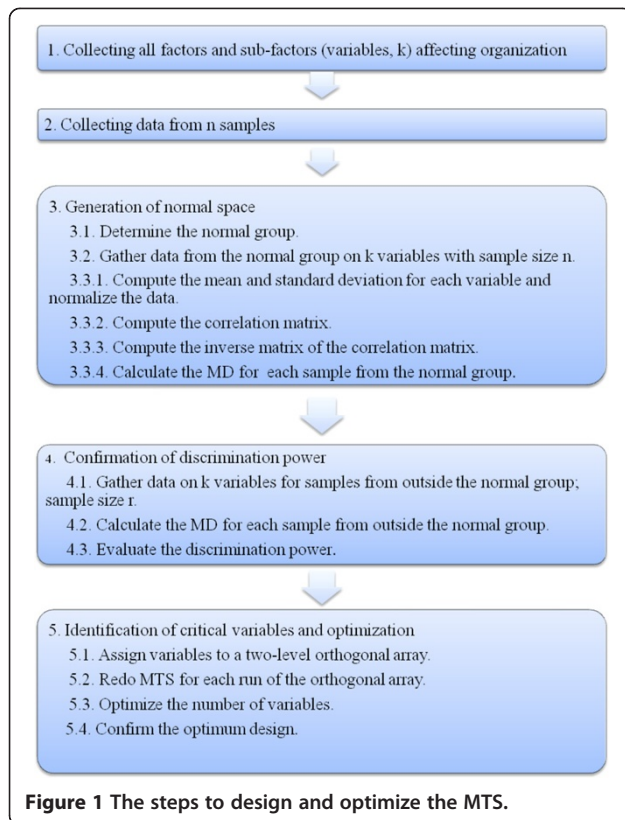 1. Collecting all factors and sub-factors (variables, k) affecting organization
2. Collecting data from n samples
3. Generation of normal space
3.1. Determine the normal group.
3.2. Gather data from the normal group on k variables with sample size n.
3.3.1. Compute the mean and standard deviation for each variable and
normalize the data.
3.3.2. Compute the correlation matrix.
3.3.3. Compute the inverse matrix of the correlation matrix.
3.3.4. Calculate the MD for each sample from the normal group.
4. Confirmation of discrimination power
4.1. Gather data on k variables for samples from outside the normal group;
sample size r.
4.2. Calculate the MD for each sample from outside the normal group.
4.3. Evaluate the discrimination power.
5. Identification of critical variables and optimization
5.1. Assign variables to a two-level orthogonal array.
5.2. Redo MTS for each run of the orthogonal array.
5.3. Optimize the number of variables.
5.4. Confirm the optimum design.
Figure 1 The steps to design and optimize the MTS.